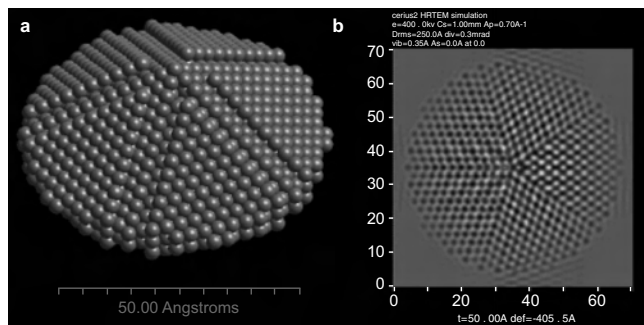 a
50.00 Angstroms
b
cerius2 HRTEM simulation
e=400 . 0kv Cs=1.00mm Ap=0.70A-1
Drms=250.0A div=0.3mrad
vib=0.35A As=0.0A at 0.0
70
60
50
40
30
20
10
0
0 20 40 60
t=50 . 00A def=-405 . 5A